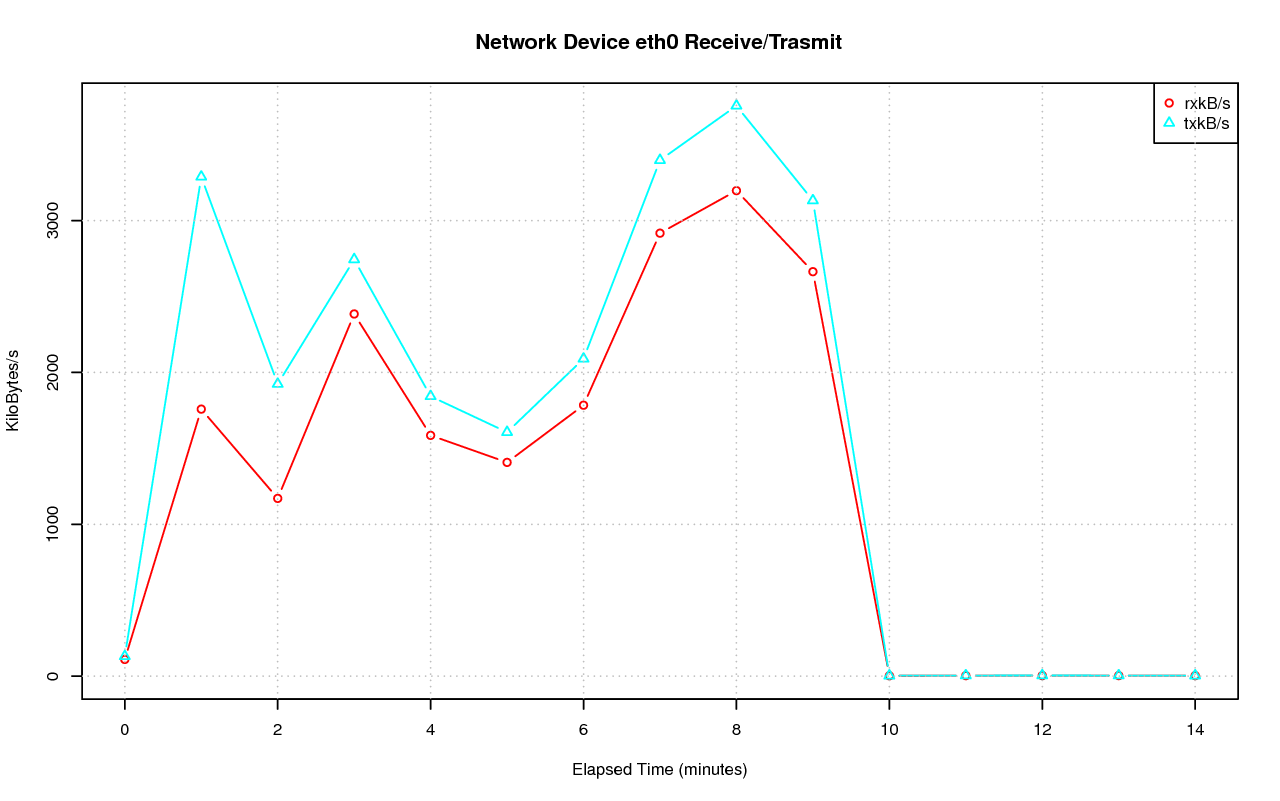 Network Device eth0 Receive/Trasmit
rxkB/s
txkB/s
KiloBytes/s
3000
2000
1000
0
0 2 4 6 8 10 12 14
Elapsed Time (minutes)